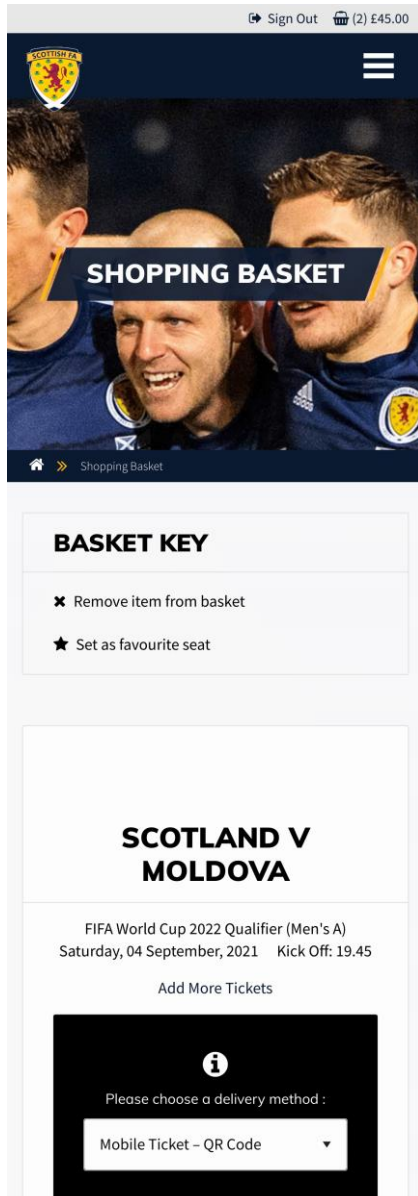 Sign Out (2) £45.00
SCOTTISH FA
SHOPPING BASKET
Shopping Basket
BASKET KEY
Remove item from basket
Set as favourite seat
SCOTLAND V
MOLDOVA
FIFA World Cup 2022 Qualifier (Men's A)
Saturday, 04 September, 2021 Kick Off: 19.45
Add More Tickets
Please choose a delivery method :
Mobile Ticket – QR Code